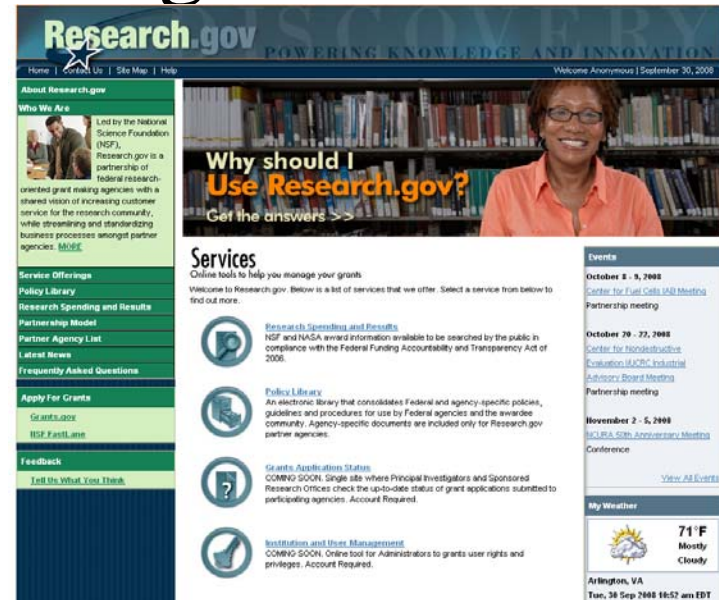 DISCOVERY
Research.gov
POWERING KNOWLEDGE AND INNOVATION
Home | Contact Us | Site Map | Help
Welcome Anonymous | September 30, 2008
About Research.gov
Who We Are
Led by the National
Science Foundation
(NSF),
Research.gov is a
partnership of
federal research-
oriented grant making agencies with a
shared vision of increasing customer
service for the research community,
while streamlining and standardizing
business processes amongst partner
agencies. MORE
Service Offerings
Policy Library
Research Spending and Results
Partnership Model
Partner Agency List
Latest News
Frequently Asked Questions
Apply For Grants
Grants.gov
NSF FastLane
Feedback
Tell Us What You Think
Why should I
Use Research.gov?
Get the answers >>
Services
Online tools to help you manage your grants
Welcome to Research.gov. Below is a list of services that we offer. Select a service from below to
find out more.
Research Spending and Results
NSF and NASA award information available to be searched by the public in
compliance with the Federal Funding Accountability and Transparency Act of
2006.
Policy Library
An electronic library that consolidates Federal and agency-specific policies,
guidelines and procedures for use by Federal agencies and the awardee
community. Agency-specific documents are included only for Research.gov
partner agencies.
?
Grants Application Status
COMING SOON. Single site where Principal Investigators and Sponsored
Research Offices check the up-to-date status of grant applications submitted to
participating agencies. Account Required.
Institution and User Management
COMING SOON. Online tool for Administrators to grants user rights and
privileges. Account Required.
Events
October 8 - 9, 2008
Center for Fuel Cells IAB Meeting
Partnership meeting
October 20 - 22, 2008
Center for Nondestructive
Evaluation I/UCRC Industrial
Advisory Board Meeting
Partnership meeting
November 2 - 5, 2008
NCURA 50th Anniversary Meeting
Conference
View All Events
My Weather
71°F
Mostly
Cloudy
Arlington, VA
Tue, 30 Sep 2008 10:52 am EDT